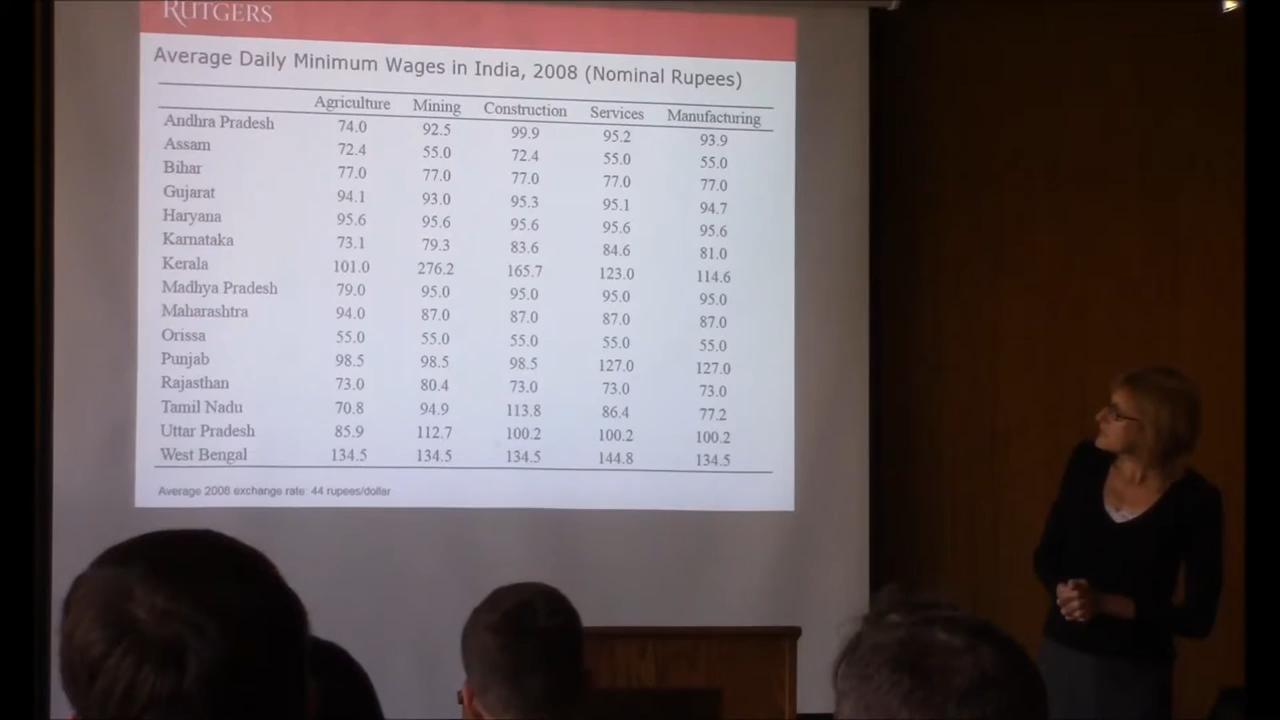 RUTGERS
Average Daily Minimum Wages in India, 2008 (Nominal Rupees)
Agriculture Mining Construction Services Manufacturing
Andhra Pradesh 74.0 92.5 99.9 95.2 93.9
Assam 72.4 55.0 72.4 55.0 55.0
Bihar 77.0 77.0 77.0 77.0 77.0
Gujarat 94.1 93.0 95.3 95.1 94.7
Haryana 95.6 95.6 95.6 95.6 95.6
Karnataka 73.1 79.3 83.6 84.6 81.0
Kerala 101.0 276.2 165.7 123.0 114.6
Madhya Pradesh 79.0 95.0 95.0 95.0 95.0
Maharashtra 94.0 87.0 87.0 87.0 87.0
Orissa 55.0 55.0 55.0 55.0 55.0
Punjab 98.5 98.5 98.5 127.0 127.0
Rajasthan 73.0 80.4 73.0 73.0 73.0
Tamil Nadu 70.8 94.9 113.8 86.4 77.2
Uttar Pradesh 85.9 112.7 100.2 100.2 100.2
West Bengal 134.5 134.5 134.5 144.8 134.5
Average 2008 exchange rate: 44 rupees/dollar